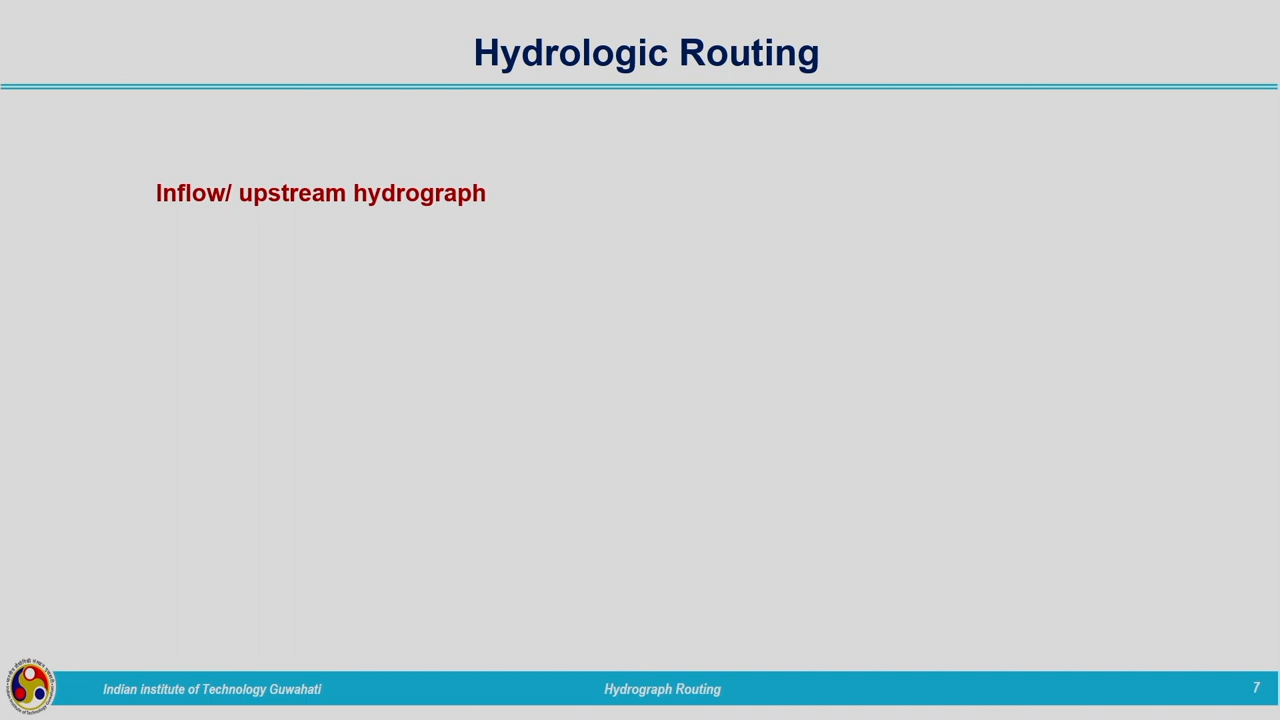 Hydrologic Routing
Inflow/ upstream hydrograph
Indian institute of Technology Guwahati
Hydrograph Routing
7